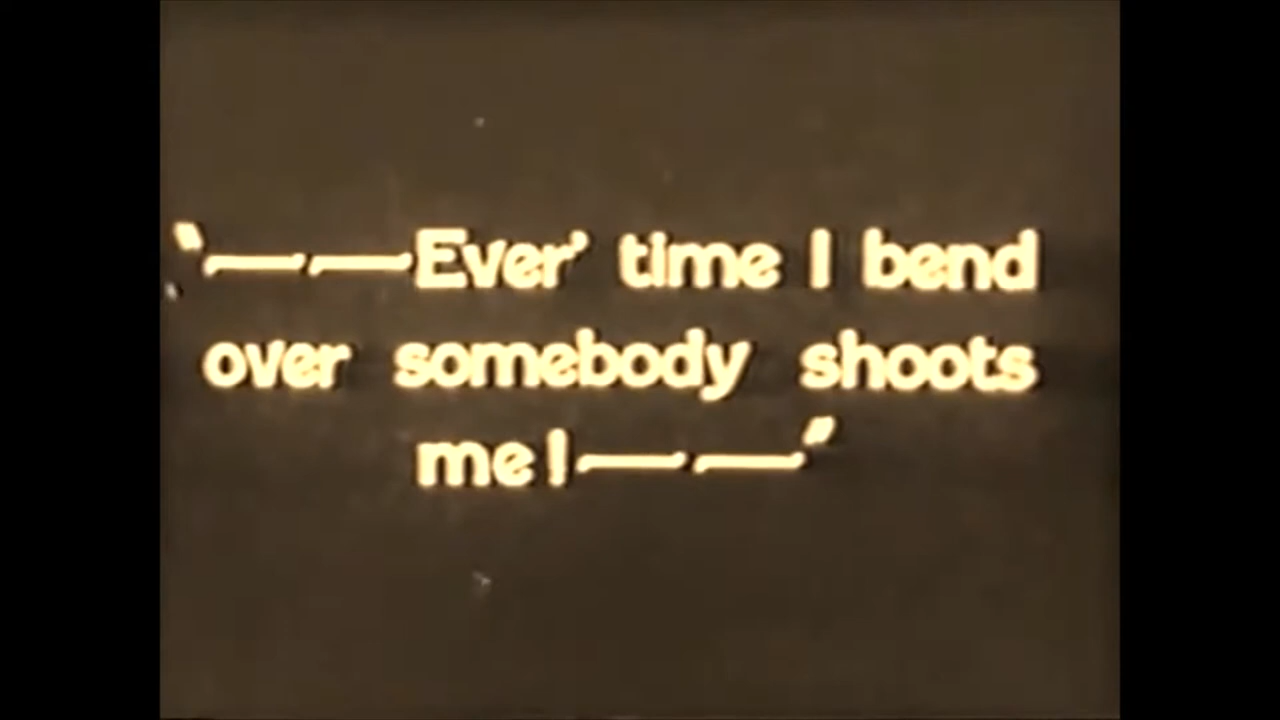 ‘——Ever’ time I bend
over somebody shoots
me!——’